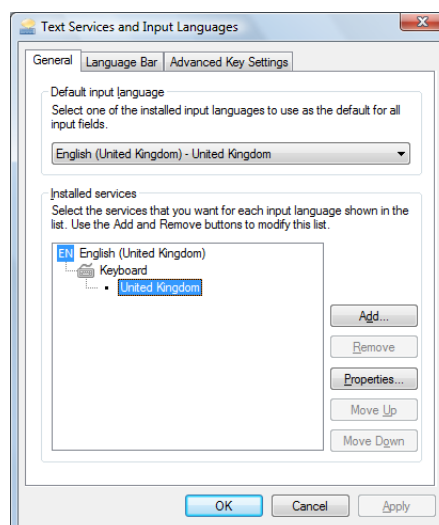 Text Services and Input Languages
General Language Bar Advanced Key Settings
Default input language
Select one of the installed input languages to use as the default for all
input fields.
English (United Kingdom) - United Kingdom
Installed services
Select the services that you want for each input language shown in the
list. Use the Add and Remove buttons to modify this list.
EN English (United Kingdom)
Keyboard
United Kingdom
Add...
Remove
Properties...
Move Up
Move Down
OK Cancel Apply